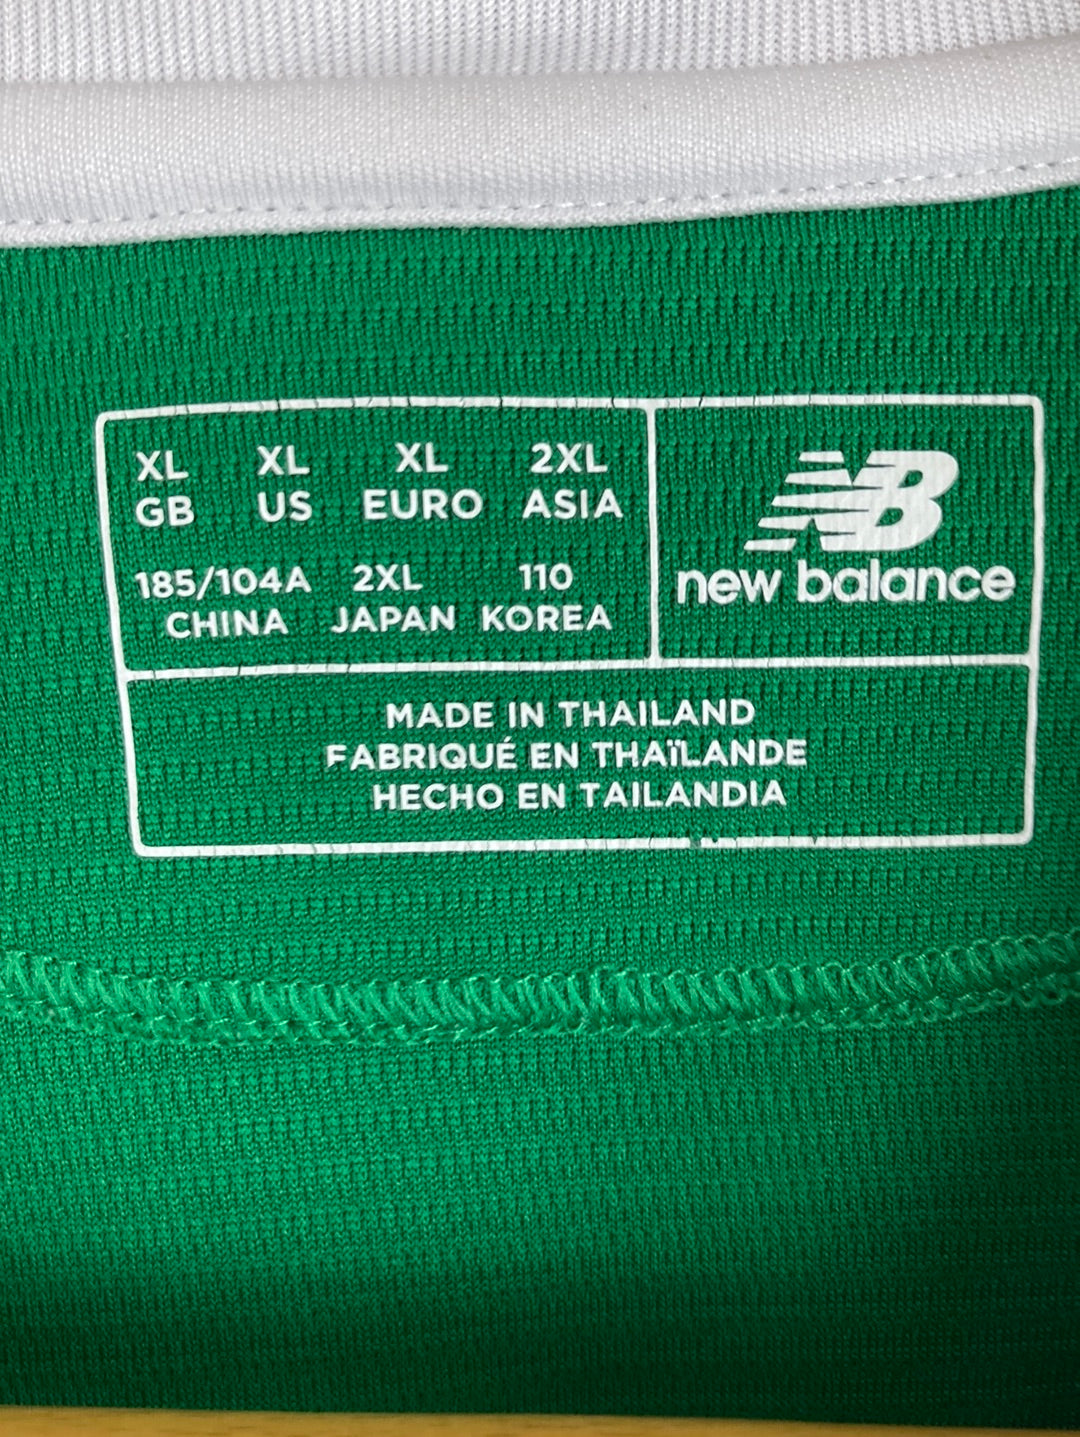 XL XL XL 2XL
GB US EURO ASIA
185/104A 2XL 110
CHINA JAPAN KOREA
NB
new balance
MADE IN THAILAND
FABRIQUÉ EN THAïLANDE
HECHO EN TAILANDIA